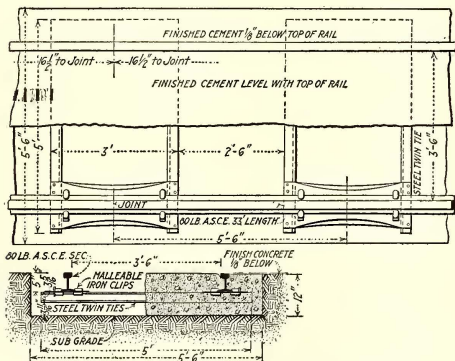 FINISHED CEMENT 1/8" BELOW TOP OF RAIL
16 1/2" to Joint 16 1/2" to Joint
FINISHED CEMENT LEVEL WITH TOP OF RAIL
5'-6"
5'
3'
2'-6"
STEEL TWIN TIE
3'-6"
JOINT
80 LB. A.S.C.E. 33' LENGTH
5'-6"
80 LB. A.S.C.E. SEC.
3'-6"
FINISH CONCRETE
1/8" BELOW
MALLEABLE
IRON CLIPS
STEEL TWIN TIES
12"
SUB GRADE
5'
5'-6"